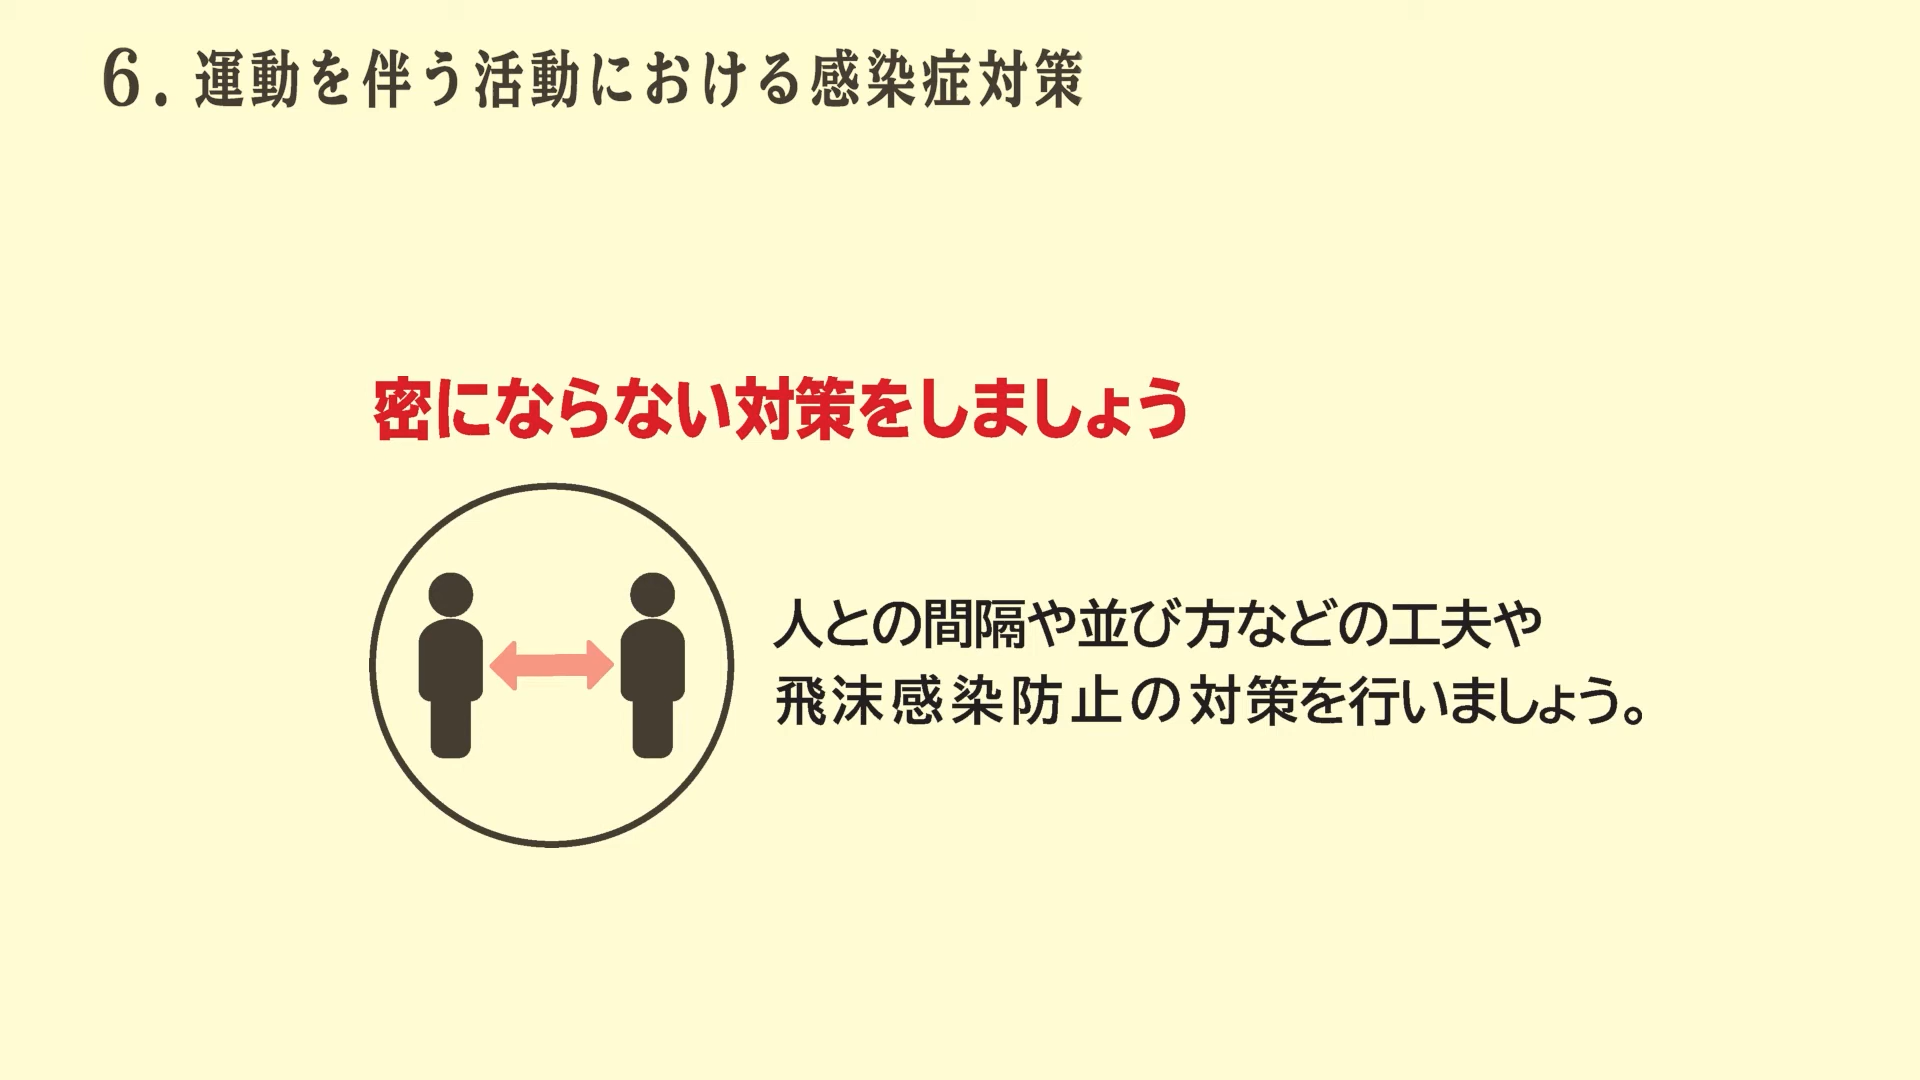 6. 運動を伴う活動における感染症対策
密にならない対策をしましょう
人との間隔や並び方などの工夫や
飛沫感染防止の対策を行いましょう。